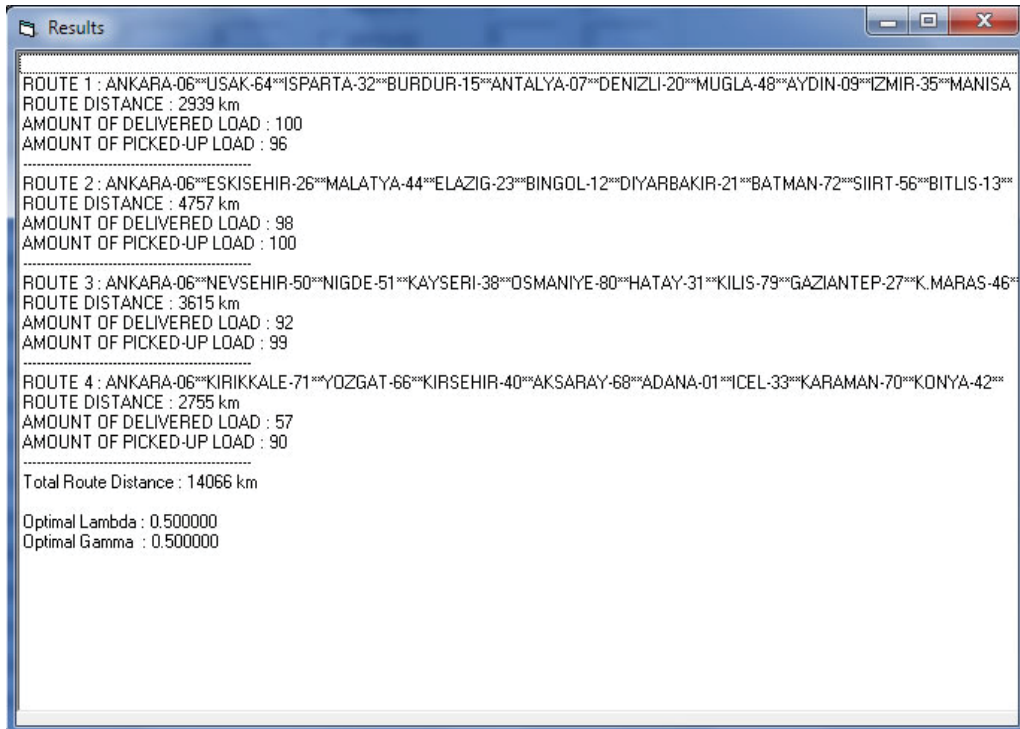 Results
ROUTE 1 : ANKARA-06**USAK-64**ISPARTA-32**BURDUR-15**ANTALYA-07**DENIZLI-20**MUGLA-48**AYDIN-09**IZMIR-35**MANISA
ROUTE DISTANCE : 2939 km
AMOUNT OF DELIVERED LOAD : 100
AMOUNT OF PICKED-UP LOAD : 96
--------------------------------------------------
ROUTE 2 : ANKARA-06**ESKISEHIR-26**MALATYA-44**ELAZIG-23**BINGOL-12**DIYARBAKIR-21**BATMAN-72**SIIRT-56**BITLIS-13**
ROUTE DISTANCE : 4757 km
AMOUNT OF DELIVERED LOAD : 98
AMOUNT OF PICKED-UP LOAD : 100
--------------------------------------------------
ROUTE 3 : ANKARA-06**NEVSEHIR-50**NIGDE-51**KAYSERI-38**OSMANIYE-80**HATAY-31**KILIS-79**GAZIANTEP-27**K.MARAS-46**
ROUTE DISTANCE : 3615 km
AMOUNT OF DELIVERED LOAD : 92
AMOUNT OF PICKED-UP LOAD : 99
--------------------------------------------------
ROUTE 4 : ANKARA-06**KIRIKKALE-71**YOZGAT-66**KIRSEHIR-40**AKSARAY-68**ADANA-01**ICEL-33**KARAMAN-70**KONYA-42**
ROUTE DISTANCE : 2755 km
AMOUNT OF DELIVERED LOAD : 57
AMOUNT OF PICKED-UP LOAD : 90
--------------------------------------------------
Total Route Distance : 14066 km
Optimal Lambda : 0.500000
Optimal Gamma : 0.500000